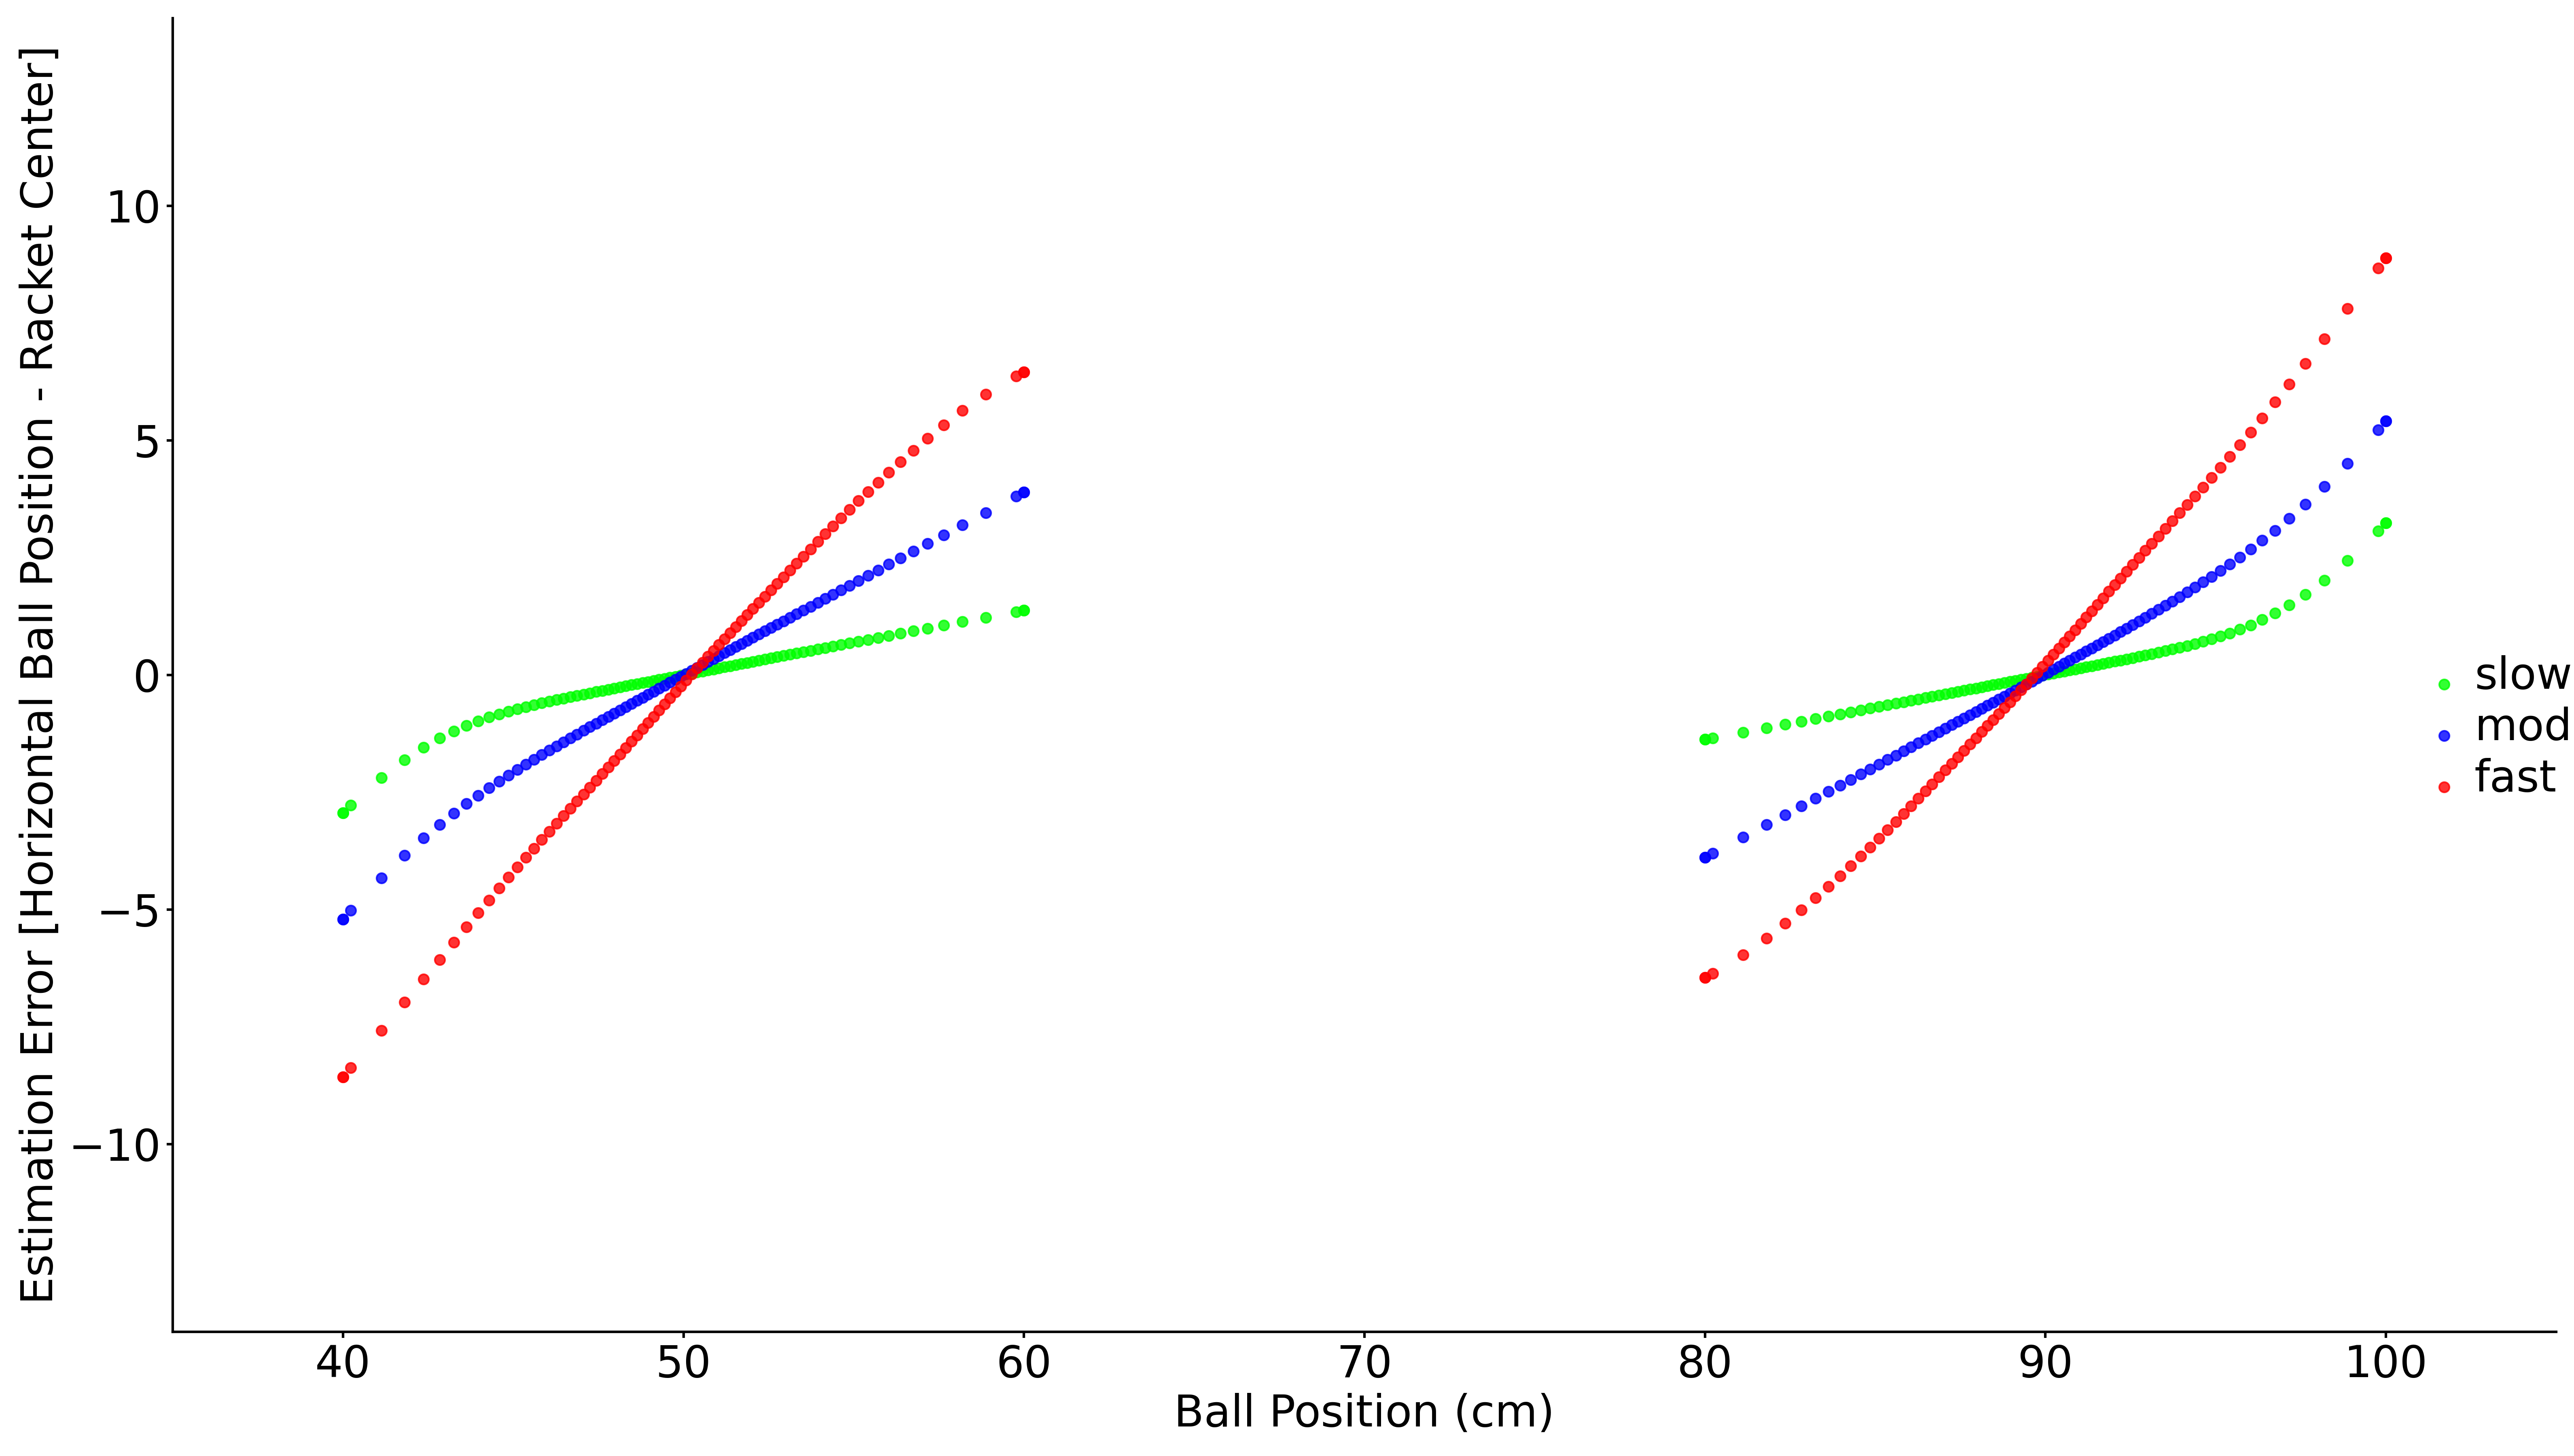 Estimation Error [Horizontal Ball Position - Racket Center]
10
5
0
−5
−10
40 50 60 70 80 90 100
Ball Position (cm)
slow
mod
fast